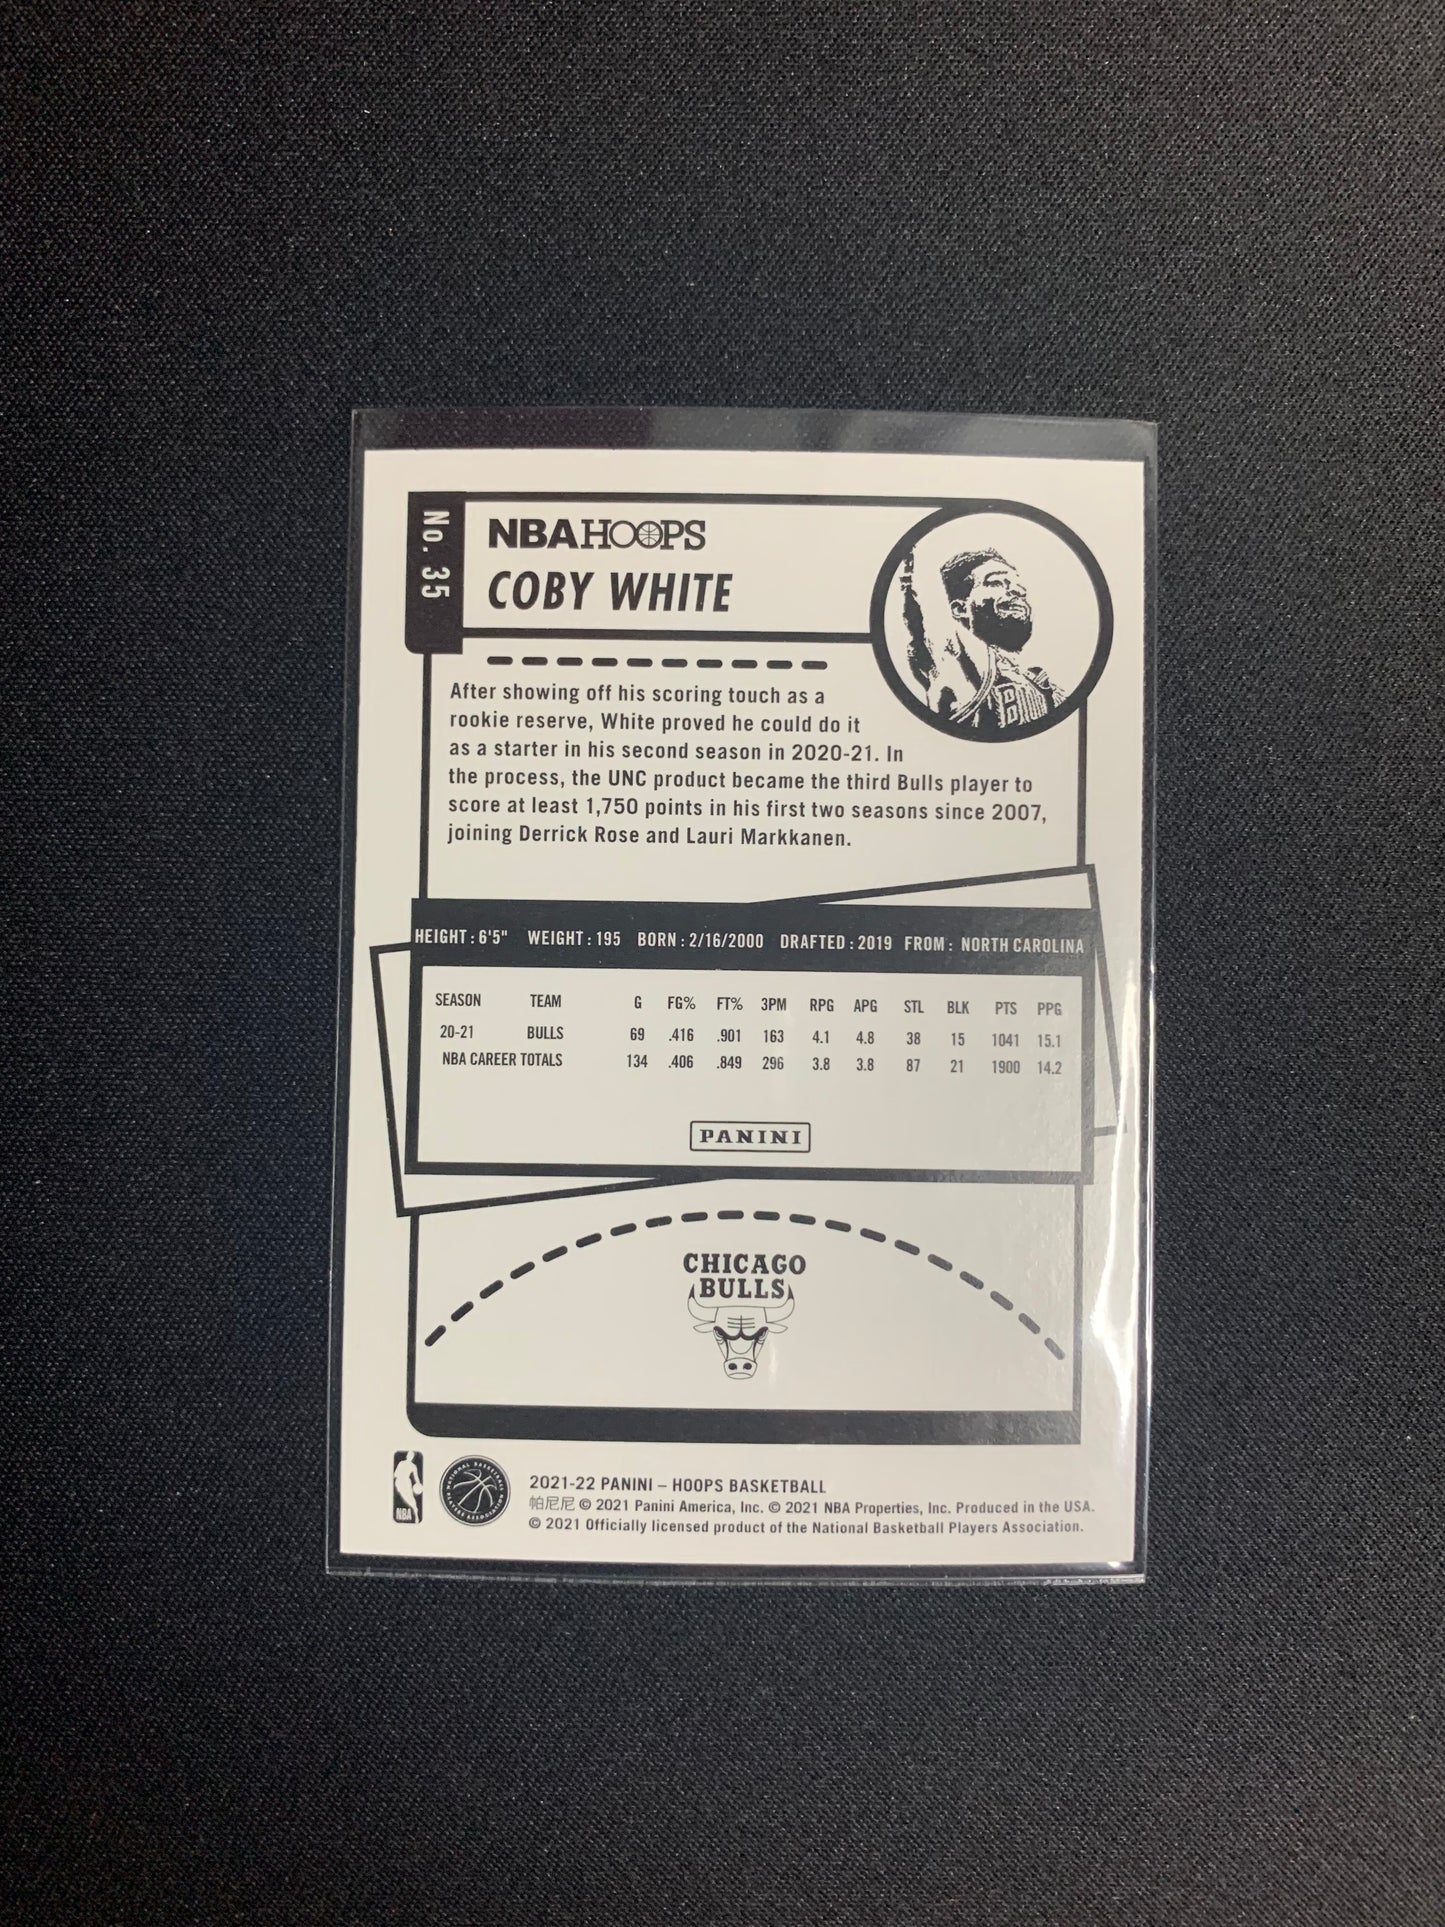 No. 35
NBA HOOPS
COBY WHITE
After showing off his scoring touch as a
rookie reserve, White proved he could do it
as a starter in his second season in 2020-21. In
the process, the UNC product became the third Bulls player to
score at least 1,750 points in his first two seasons since 2007,
joining Derrick Rose and Lauri Markkanen.
HEIGHT : 6'5" WEIGHT : 195 BORN : 2/16/2000 DRAFTED : 2019 FROM : NORTH CAROLINA
SEASON TEAM G FG% FT% 3PM RPG APG STL BLK PTS PPG
20-21 BULLS 69 .416 .901 163 4.1 4.8 38 15 1041 15.1
NBA CAREER TOTALS 134 .406 .849 296 3.8 3.8 87 21 1900 14.2
PANINI
CHICAGO
BULLS
NBA
NATIONAL BASKETBALL
PLAYERS ASSOCIATION
2021-22 PANINI – HOOPS BASKETBALL
帕尼尼 © 2021 Panini America, Inc. © 2021 NBA Properties, Inc. Produced in the USA.
© 2021 Officially licensed product of the National Basketball Players Association.